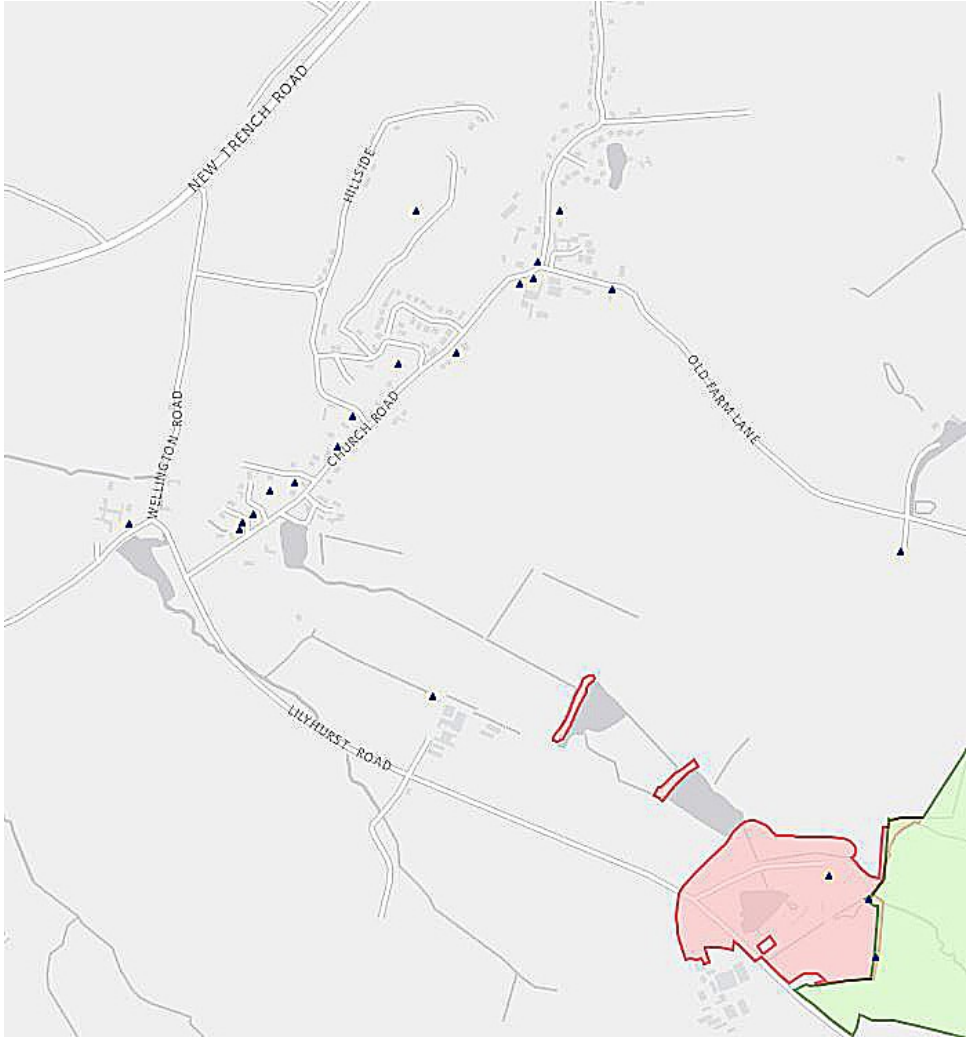 NEW TRENCH ROAD
HILLSIDE
OLD FARM LANE
CHURCH ROAD
WELLINGTON ROAD
LILYHURST ROAD